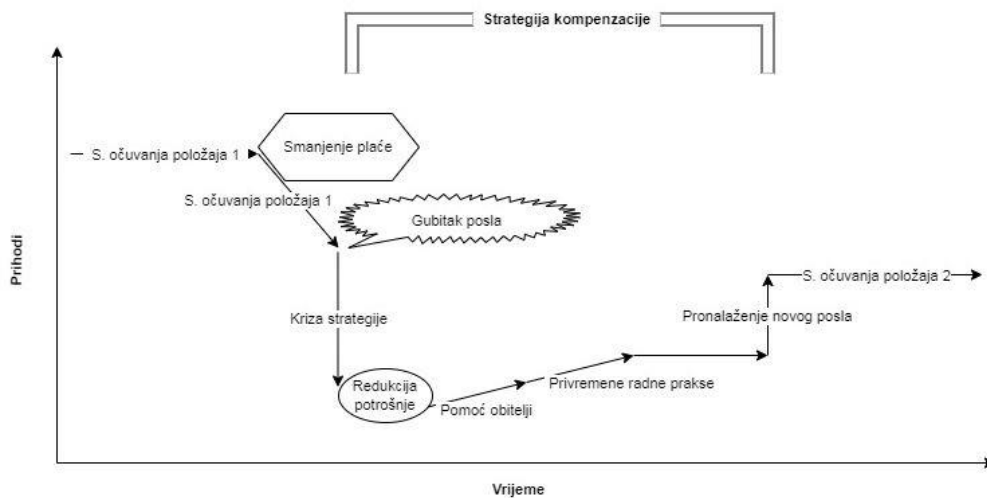 Strategija kompenzacije
Smanjenje plaće
S. očuvanja položaja 1
S. očuvanja položaja 1
Gubitak posla
Prihodi
S. očuvanja položaja 2
Kriza strategije
Pronalaženje novog posla
Redukcija
potrošnje
Privremene radne prakse
Pomoć obitelji
Vrijeme